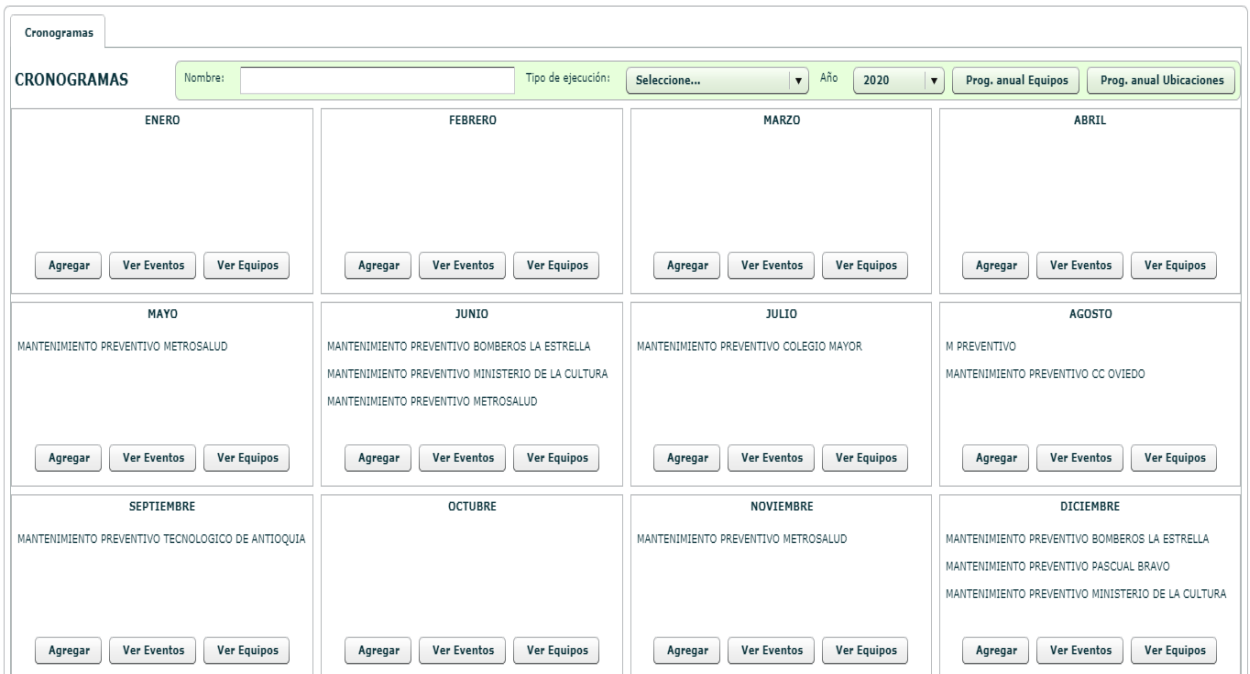 Cronogramas
CRONOGRAMAS Nombre: Tipo de ejecución: Seleccione... Año 2020 Prog. anual Equipos Prog. anual Ubicaciones
ENERO
Agregar Ver Eventos Ver Equipos
FEBRERO
Agregar Ver Eventos Ver Equipos
MARZO
Agregar Ver Eventos Ver Equipos
ABRIL
Agregar Ver Eventos Ver Equipos
MAYO
MANTENIMIENTO PREVENTIVO METROSALUD
Agregar Ver Eventos Ver Equipos
JUNIO
MANTENIMIENTO PREVENTIVO BOMBEROS LA ESTRELLA
MANTENIMIENTO PREVENTIVO MINISTERIO DE LA CULTURA
MANTENIMIENTO PREVENTIVO METROSALUD
Agregar Ver Eventos Ver Equipos
JULIO
MANTENIMIENTO PREVENTIVO COLEGIO MAYOR
Agregar Ver Eventos Ver Equipos
AGOSTO
M PREVENTIVO
MANTENIMIENTO PREVENTIVO CC OVIEDO
Agregar Ver Eventos Ver Equipos
SEPTIEMBRE
MANTENIMIENTO PREVENTIVO TECNOLOGICO DE ANTIOQUIA
Agregar Ver Eventos Ver Equipos
OCTUBRE
Agregar Ver Eventos Ver Equipos
NOVIEMBRE
MANTENIMIENTO PREVENTIVO METROSALUD
Agregar Ver Eventos Ver Equipos
DICIEMBRE
MANTENIMIENTO PREVENTIVO BOMBEROS LA ESTRELLA
MANTENIMIENTO PREVENTIVO PASCUAL BRAVO
MANTENIMIENTO PREVENTIVO MINISTERIO DE LA CULTURA
Agregar Ver Eventos Ver Equipos